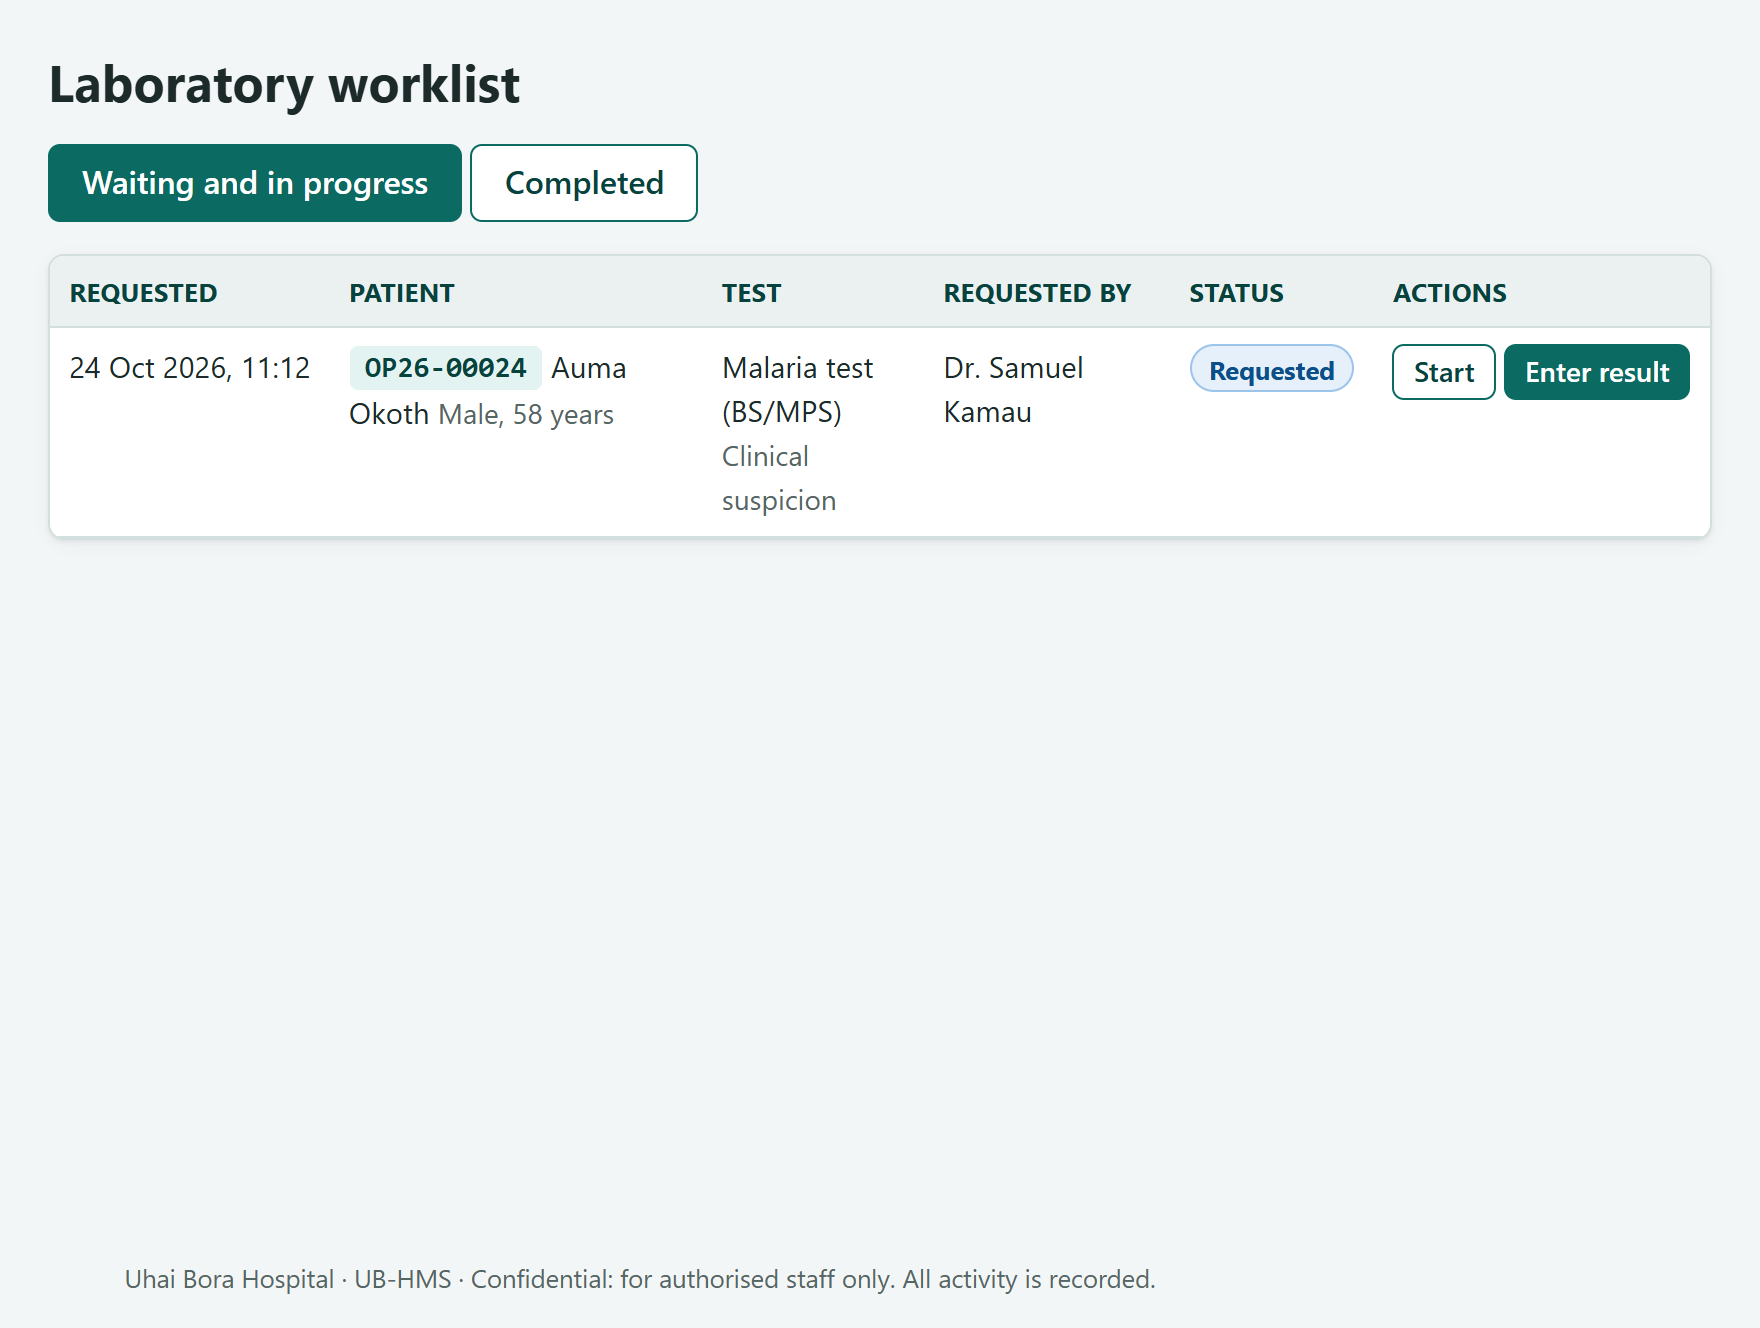 Laboratory worklist
Waiting and in progress Completed
REQUESTED PATIENT TEST REQUESTED BY STATUS ACTIONS
24 Oct 2026, 11:12 OP26-00024 Auma Malaria test Dr. Samuel Requested Start Enter result
Okoth Male, 58 years (BS/MPS) Kamau
Clinical
suspicion
Uhai Bora Hospital · UB-HMS · Confidential: for authorised staff only. All activity is recorded.